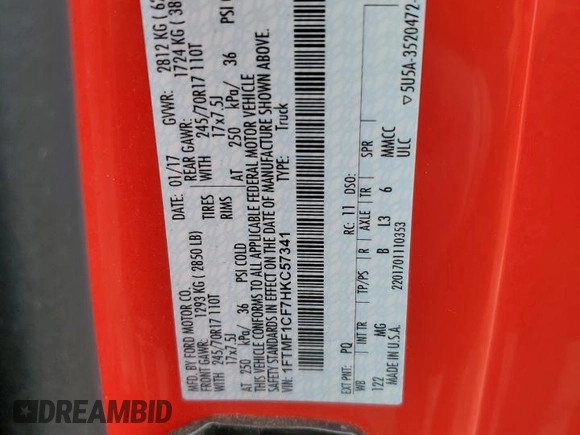 MFD. BY FORD MOTOR CO.
DATE: 01/17 GVWR: 2812 KG (
FRONT GAWR: 1293 KG (2850 LB) REAR GAWR: 1724 KG (
WITH 245/70R17 110T TIRES WITH 245/70R17 110T
17x7.5J RIMS 17x7.5J
AT 250 kPa/ 36 PSI COLD AT 250 kPa/ 36 PSI
THIS VEHICLE CONFORMS TO ALL APPLICABLE FEDERAL MOTOR VEHICLE
SAFETY STANDARDS IN EFFECT ON THE DATE OF MANUFACTURE SHOWN ABOVE.
VIN: 1FTMF1CF7HKC57341
TYPE: Truck
EXT PNT: PQ RC: 11 DSO:
WB INT TR TP/PS R AXLE TR SPR
122 MG B L3 6 MMCC
ULC
MADE IN U.S.A. 2201701110353
▽5U5A-3520472-
DREAMBID